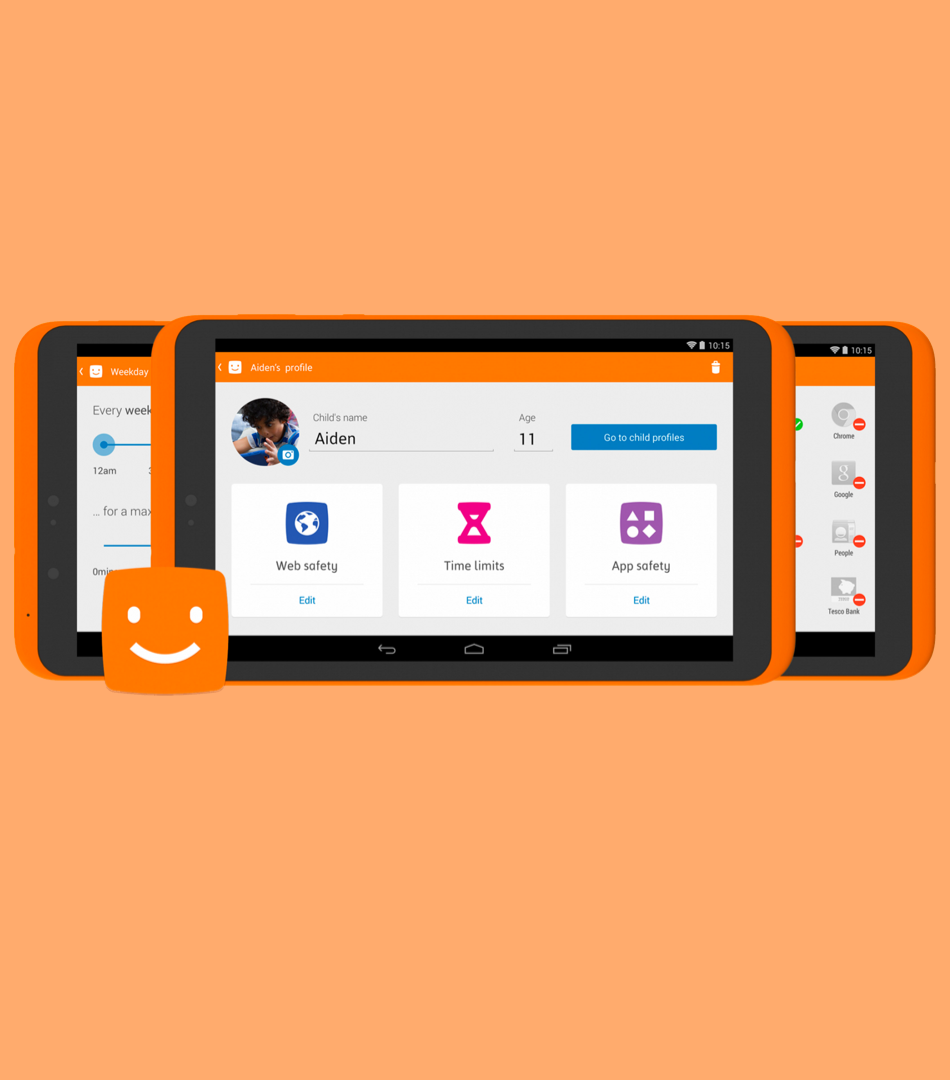 Weekday
Every week
12am
... for a max
10:15
Aiden's profile
Child's name
Aiden
Age
11
Go to child profiles
Web safety
Edit
Time limits
Edit
App safety
Edit
10:15
Chrome
Google
People
Tesco Bank